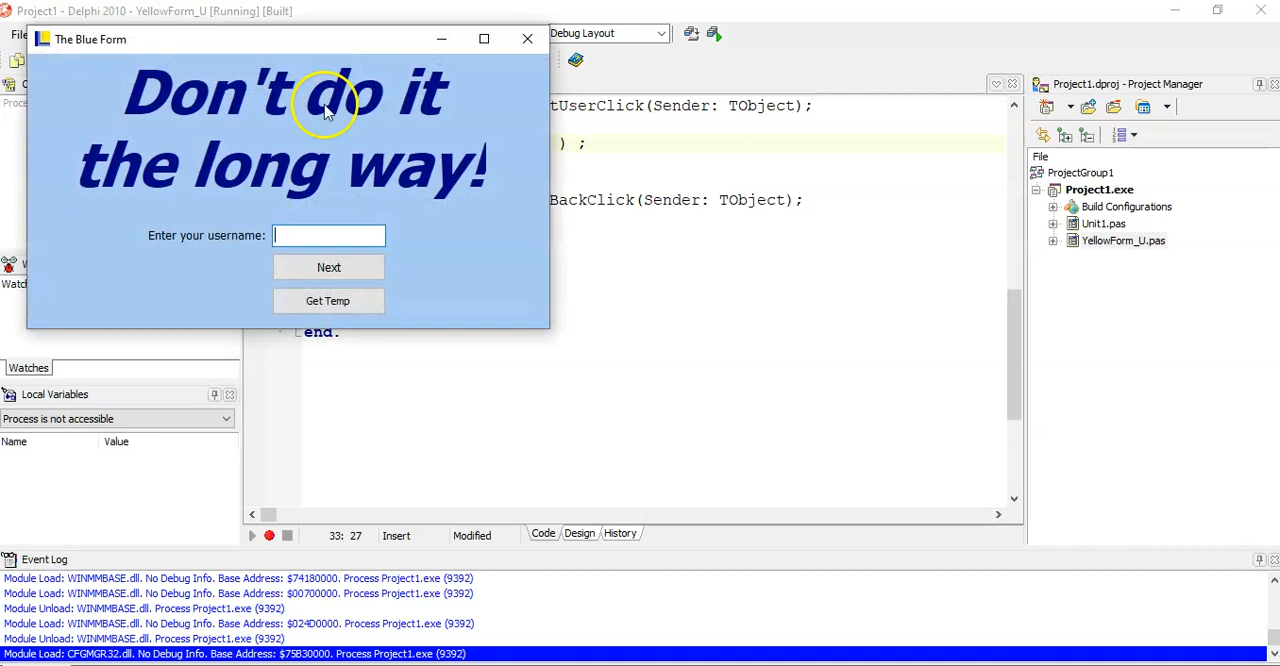 Project1 - Delphi 2010 - YellowForm_U [Running] [Built]
Debug Layout
The Blue Form
Don't do it
the long way!
Enter your username:
Next
Get Temp
tUserClick(Sender: TObject);
) ;
BackClick(Sender: TObject);
end.
Watches
Local Variables
Process is not accessible
Name Value
33: 27 Insert Modified Code Design History
Project1.dproj - Project Manager
File
ProjectGroup1
Project1.exe
Build Configurations
Unit1.pas
YellowForm_U.pas
Event Log
Module Load: WINMMBASE.dll. No Debug Info. Base Address: $74180000. Process Project1.exe (9392)
Module Load: WINMMBASE.dll. No Debug Info. Base Address: $00700000. Process Project1.exe (9392)
Module Unload: WINMMBASE.dll. Process Project1.exe (9392)
Module Load: WINMMBASE.dll. No Debug Info. Base Address: $024D0000. Process Project1.exe (9392)
Module Unload: WINMMBASE.dll. Process Project1.exe (9392)
Module Load: CFGMGR32.dll. No Debug Info. Base Address: $75B30000. Process Project1.exe (9392)